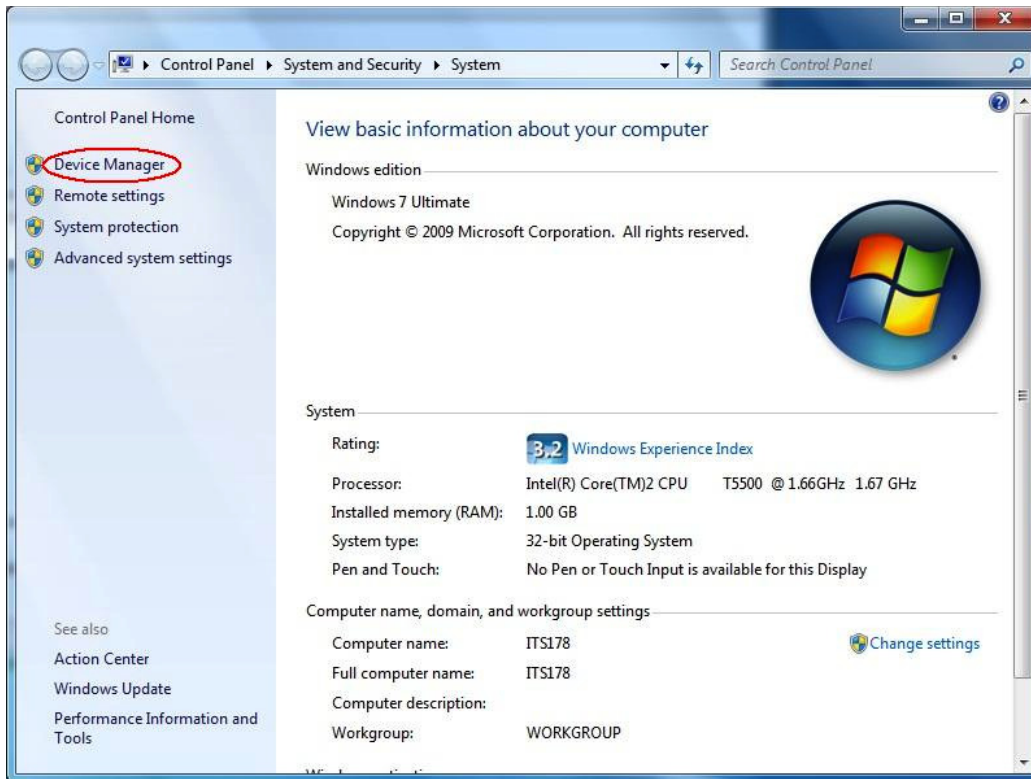 Control Panel ▸ System and Security ▸ System
Search Control Panel
Control Panel Home
Device Manager
Remote settings
System protection
Advanced system settings
See also
Action Center
Windows Update
Performance Information and
Tools
View basic information about your computer
Windows edition
Windows 7 Ultimate
Copyright © 2009 Microsoft Corporation. All rights reserved.
System
Rating: 3.2 Windows Experience Index
Processor: Intel(R) Core(TM)2 CPU T5500 @ 1.66GHz 1.67 GHz
Installed memory (RAM): 1.00 GB
System type: 32-bit Operating System
Pen and Touch: No Pen or Touch Input is available for this Display
Computer name, domain, and workgroup settings
Computer name: ITS178
Change settings
Full computer name: ITS178
Computer description:
Workgroup: WORKGROUP